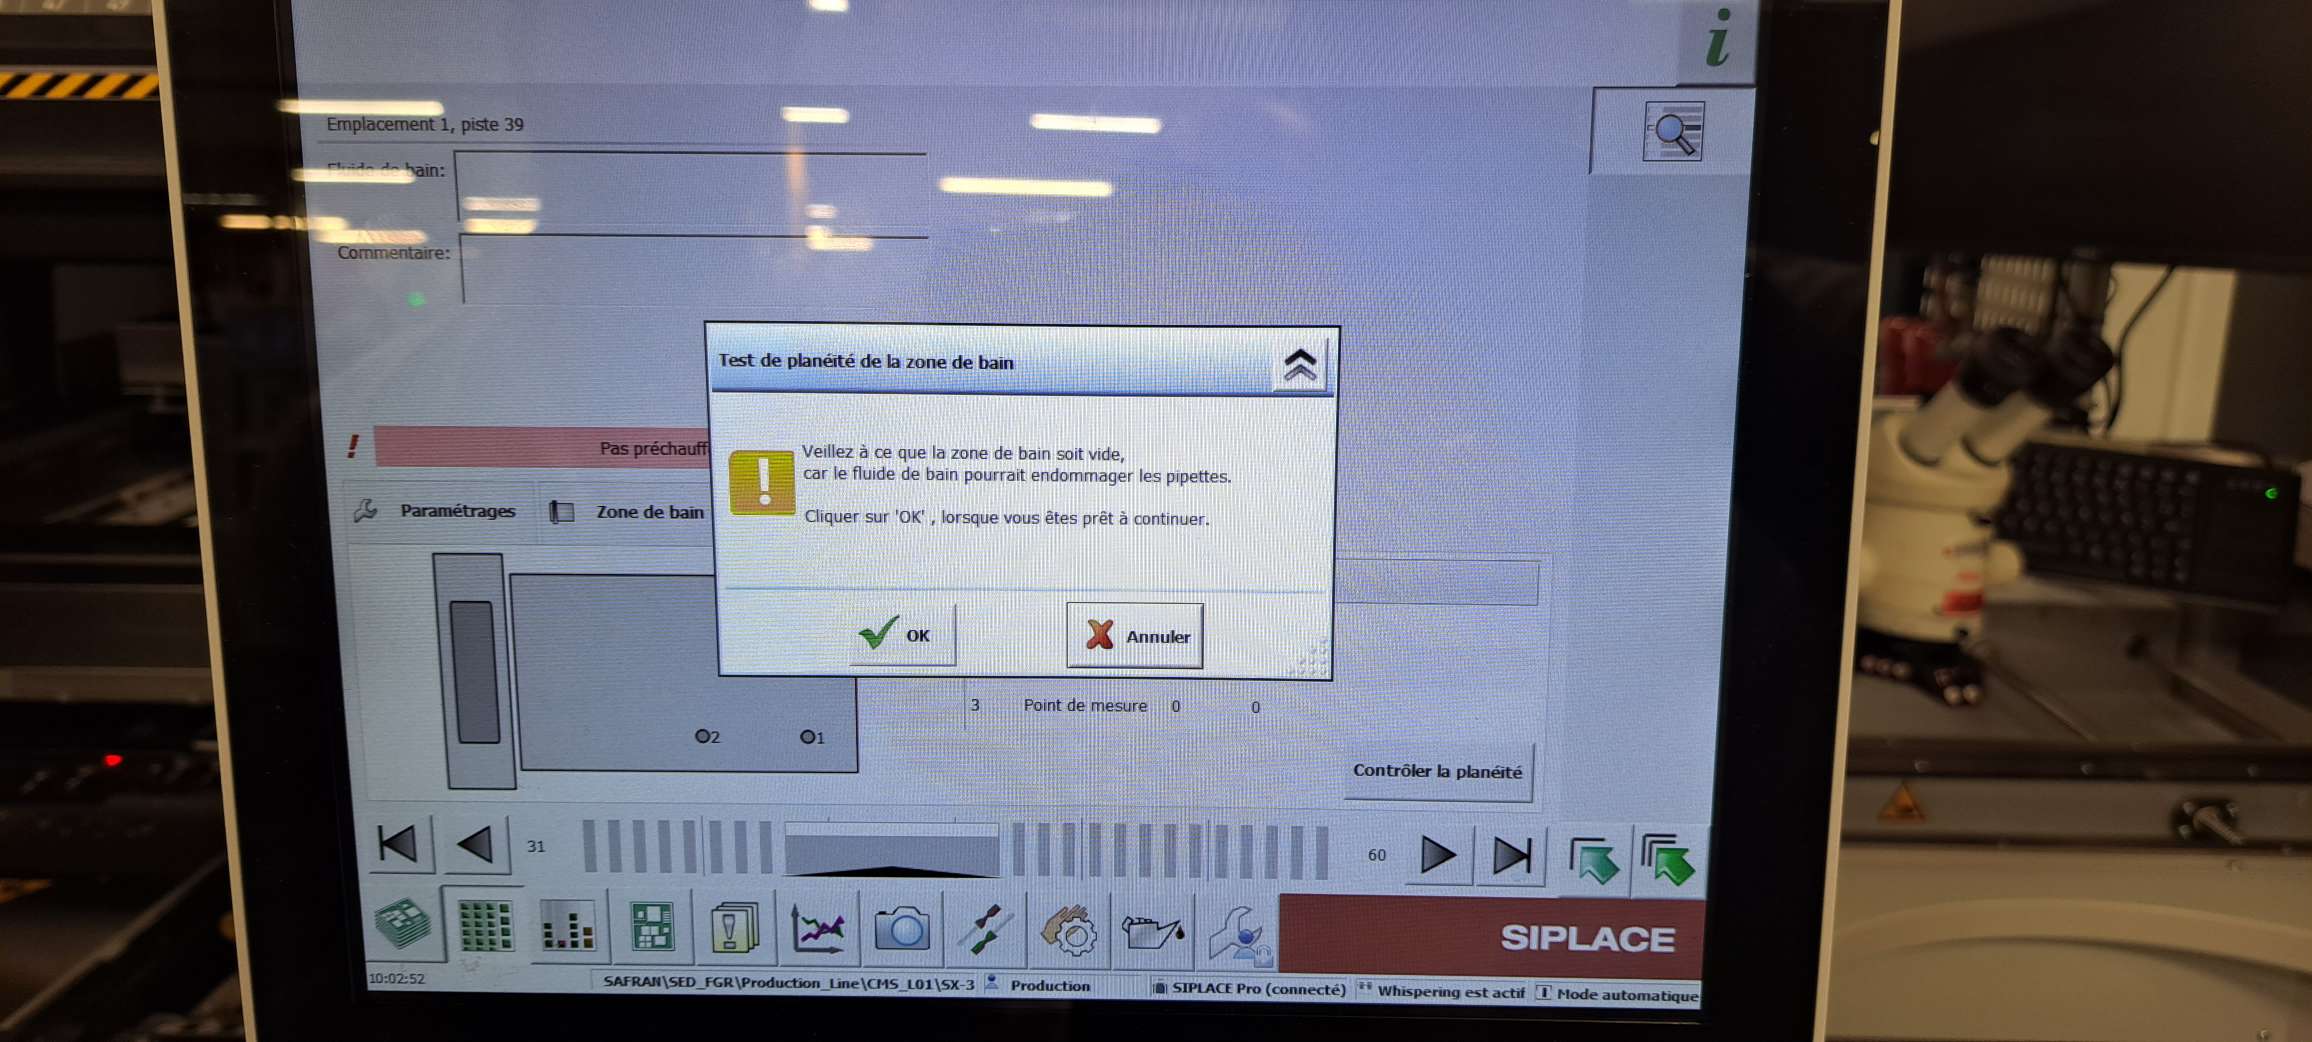 i
Emplacement 1, piste 39
Fluide de bain:
Commentaire:
Test de planéité de la zone de bain
! Pas préchauff
Veillez à ce que la zone de bain soit vide,
car le fluide de bain pourrait endommager les pipettes.
Cliquer sur 'OK' , lorsque vous êtes prêt à continuer.
Paramétrages
Zone de bain
OK
Annuler
3 Point de mesure 0 0
2 1
Contrôler la planéité
31
60
SIPLACE
10:02:52
SAFRAN\SED_FGR\Production_Line\CMS_L01\SX-3
Production
SIPLACE Pro (connecté)
Whispering est actif
Mode automatique